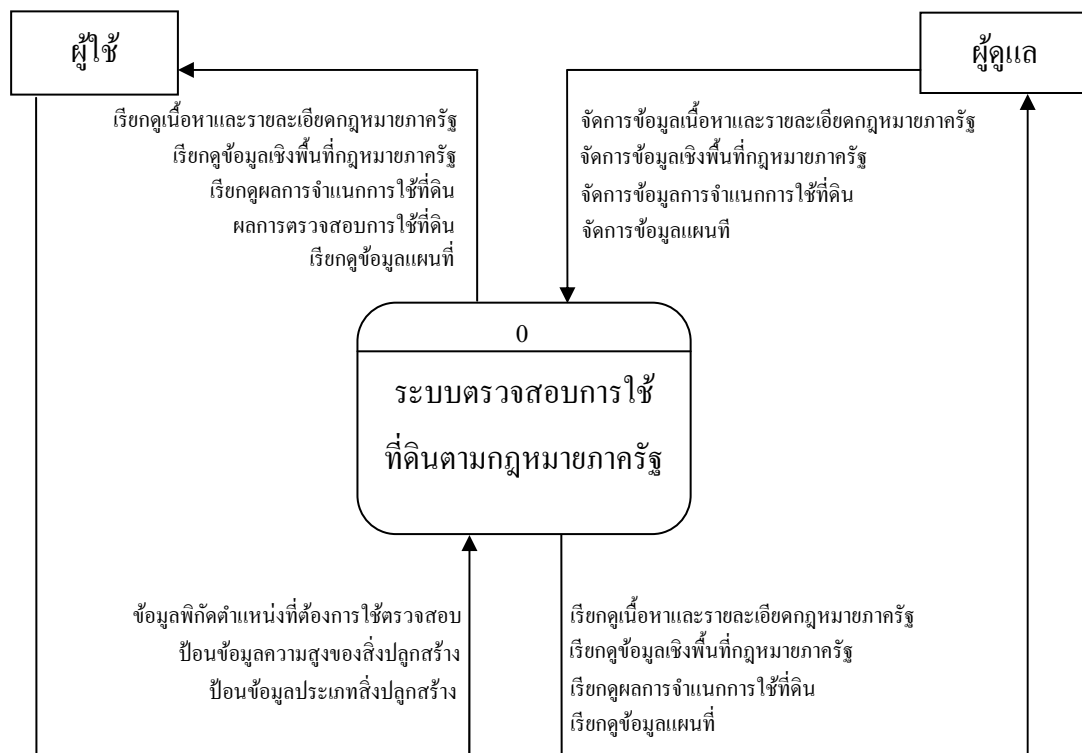 ผู้ใช้
ผู้ดูแล
เรียกดูเนื้อหาและรายละเอียดกฎหมายภาครัฐ
เรียกดูข้อมูลเชิงพื้นที่กฎหมายภาครัฐ
เรียกดูผลการจำแนกการใช้ที่ดิน
ผลการตรวจสอบการใช้ที่ดิน
เรียกดูข้อมูลแผนที่
จัดการข้อมูลเนื้อหาและรายละเอียดกฎหมายภาครัฐ
จัดการข้อมูลเชิงพื้นที่กฎหมายภาครัฐ
จัดการข้อมูลการจำแนกการใช้ที่ดิน
จัดการข้อมูลแผนที
0
ระบบตรวจสอบการใช้
ที่ดินตามกฎหมายภาครัฐ
ข้อมูลพิกัดตำแหน่งที่ต้องการใช้ตรวจสอบ
ป้อนข้อมูลความสูงของสิ่งปลูกสร้าง
ป้อนข้อมูลประเภทสิ่งปลูกสร้าง
เรียกดูเนื้อหาและรายละเอียดกฎหมายภาครัฐ
เรียกดูข้อมูลเชิงพื้นที่กฎหมายภาครัฐ
เรียกดูผลการจำแนกการใช้ที่ดิน
เรียกดูข้อมูลแผนที่